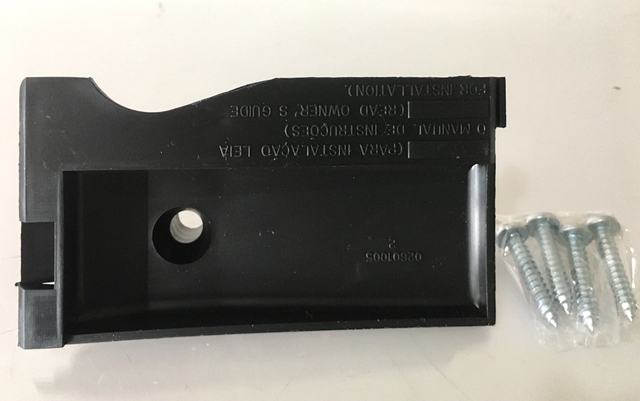 (PARA INSTALAÇÃO LEIA
O MANUAL DE INSTRUÇÕES)
(READ OWNER'S GUIDE
FOR INSTALLATION).
02601005
2